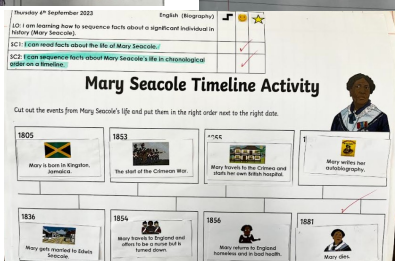 Thursday 6th September 2023
English (Biography)
LO: I am learning how to sequence facts about a significant individual in
history (Mary Seacole).
SC1: I can read facts about the life of Mary Seacole.
SC2: I can sequence facts about Mary Seacole's life in chronological
order on a timeline.
Mary Seacole Timeline Activity
Cut out the events from Mary Seacole's life and put them in the right order next to the right date.
1805
Mary is born in Kingston,
Jamaica.
1853
The start of the Crimean War.
Mary travels to the Crimea and
starts her own British hospital.
Mary writes her
autobiography.
1836
Mary gets married to Edwin
Seacole.
1854
Mary travels to England and
offers to be a nurse but is
turned down.
1856
Mary returns to England
homeless and in bad health.
1881
Mary dies.